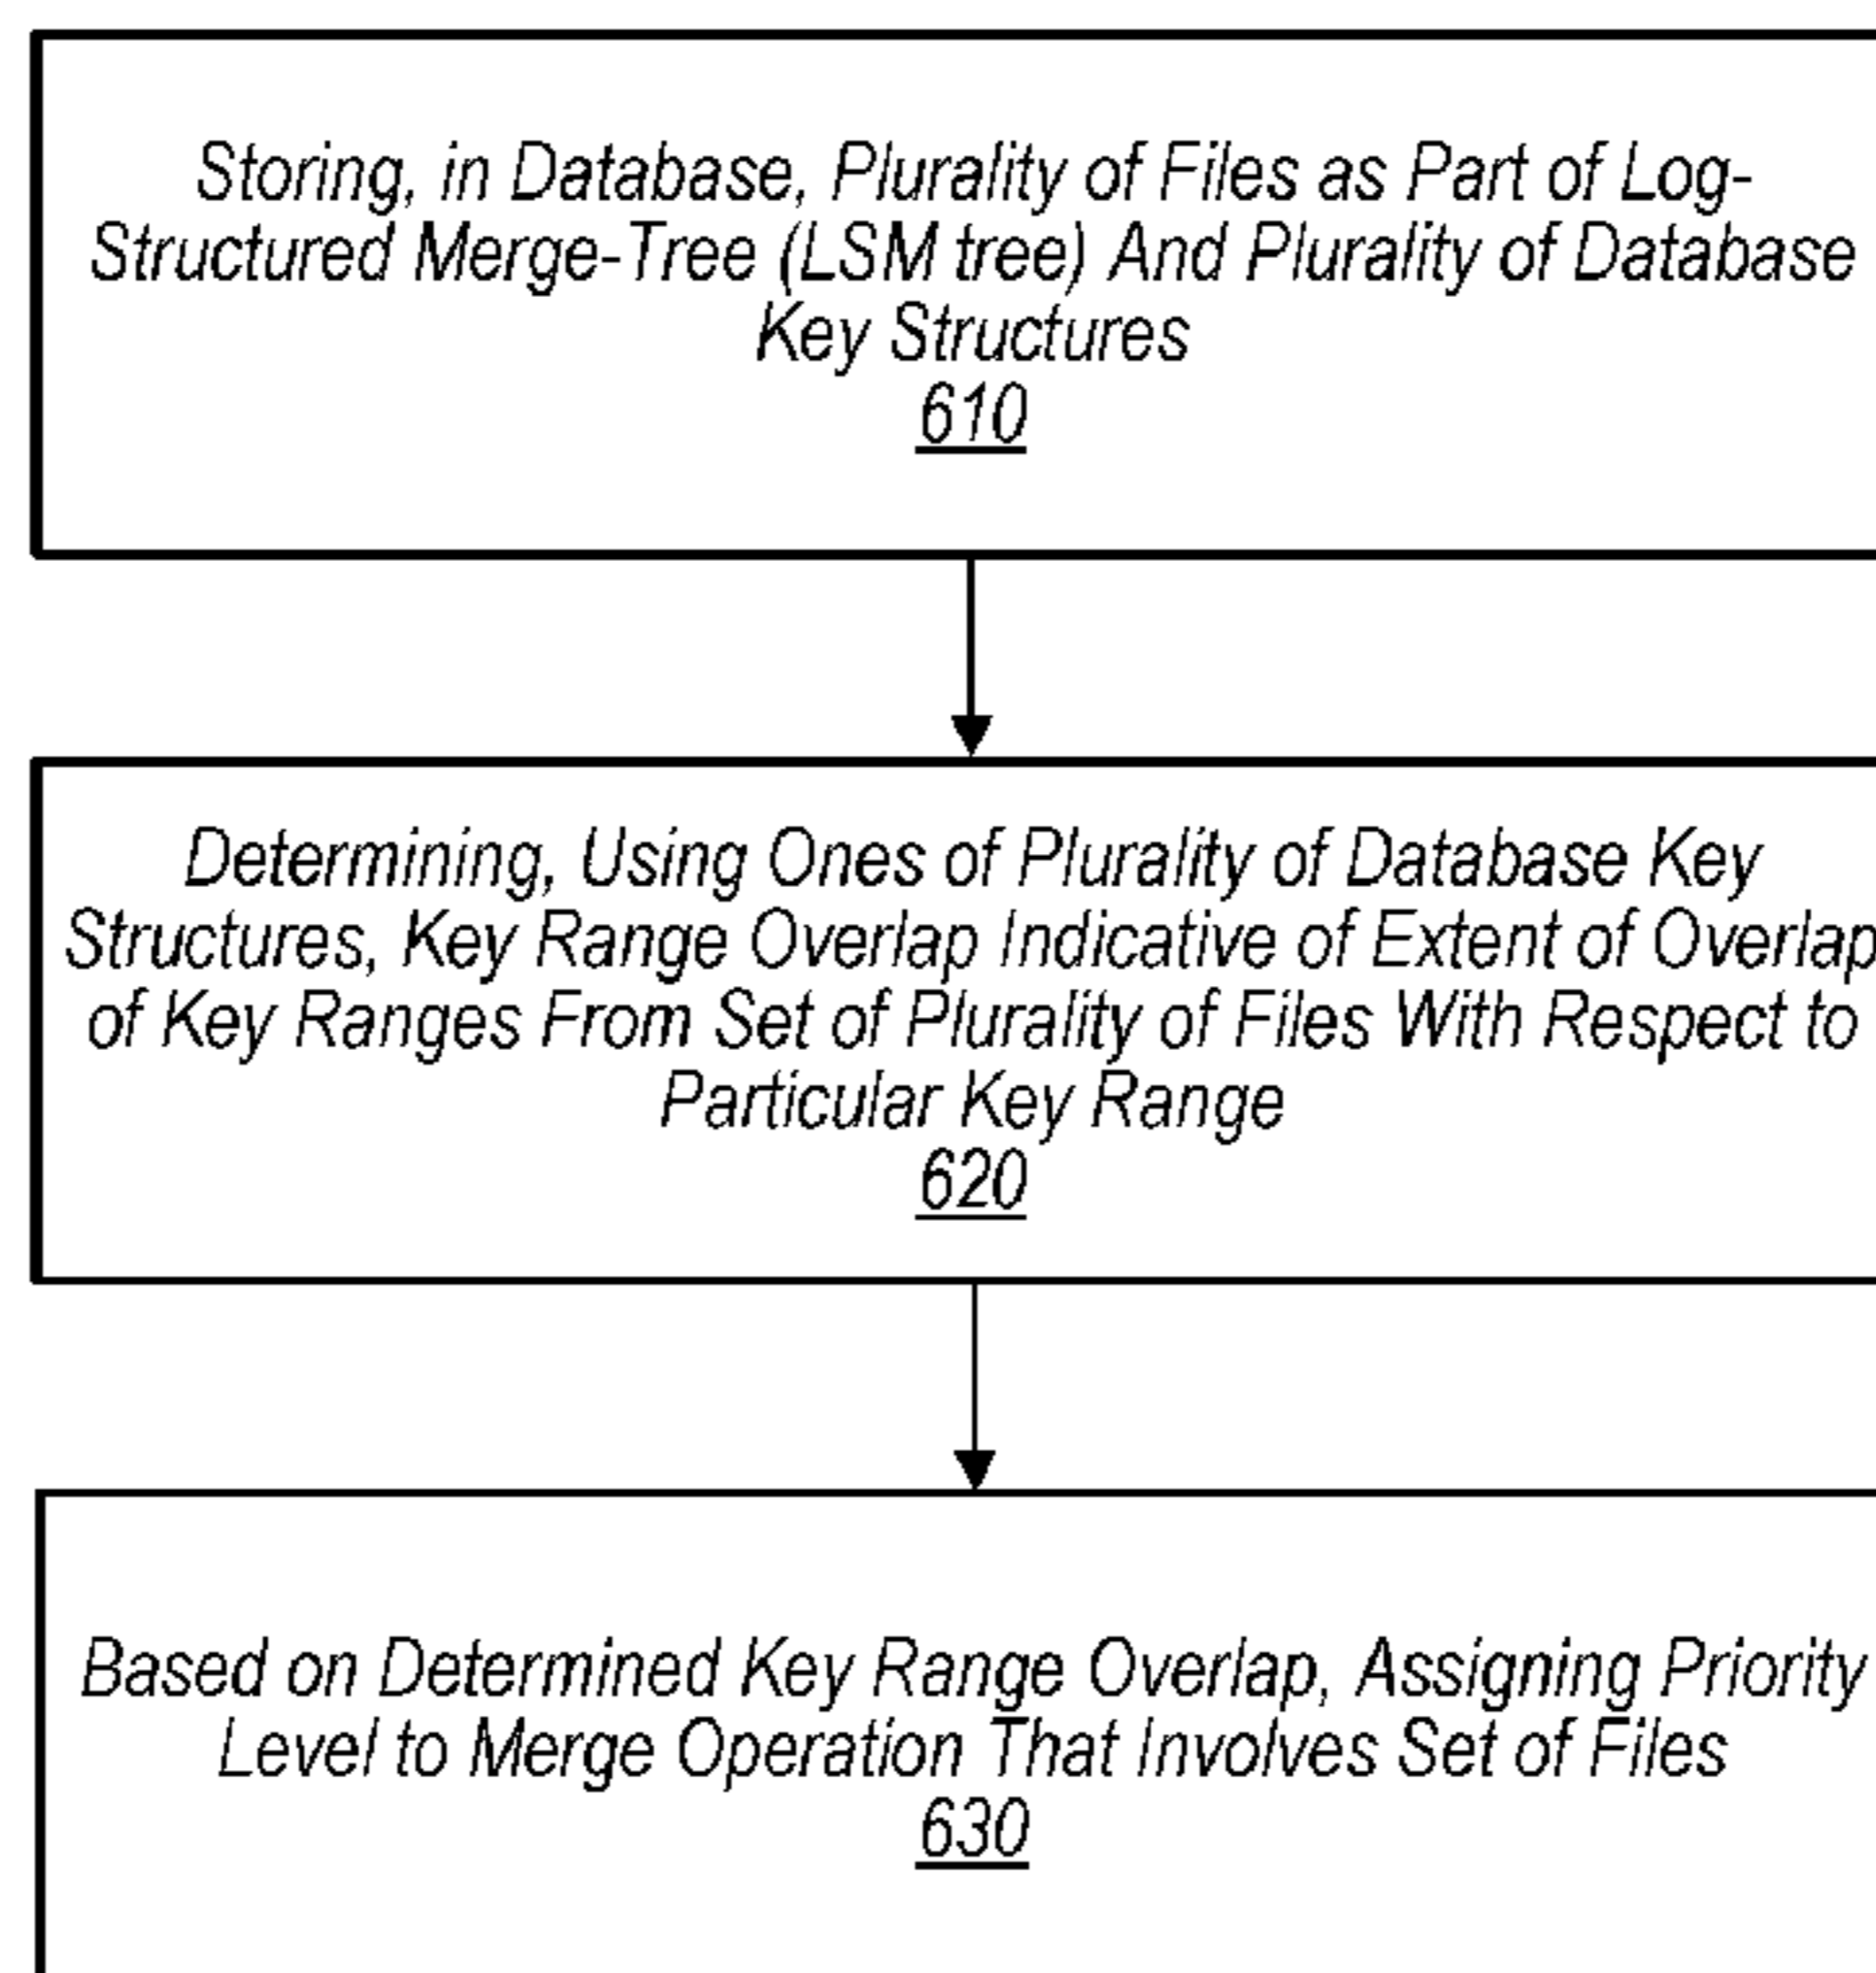 Storing, in Database, Plurality of Files as Part of Log-
Structured Merge-Tree (LSM tree) And Plurality of Database
Key Structures
610
Determining, Using Ones of Plurality of Database Key
Structures, Key Range Overlap Indicative of Extent of Overlap
of Key Ranges From Set of Plurality of Files With Respect to
Particular Key Range
620
Based on Determined Key Range Overlap, Assigning Priority
Level to Merge Operation That Involves Set of Files
630